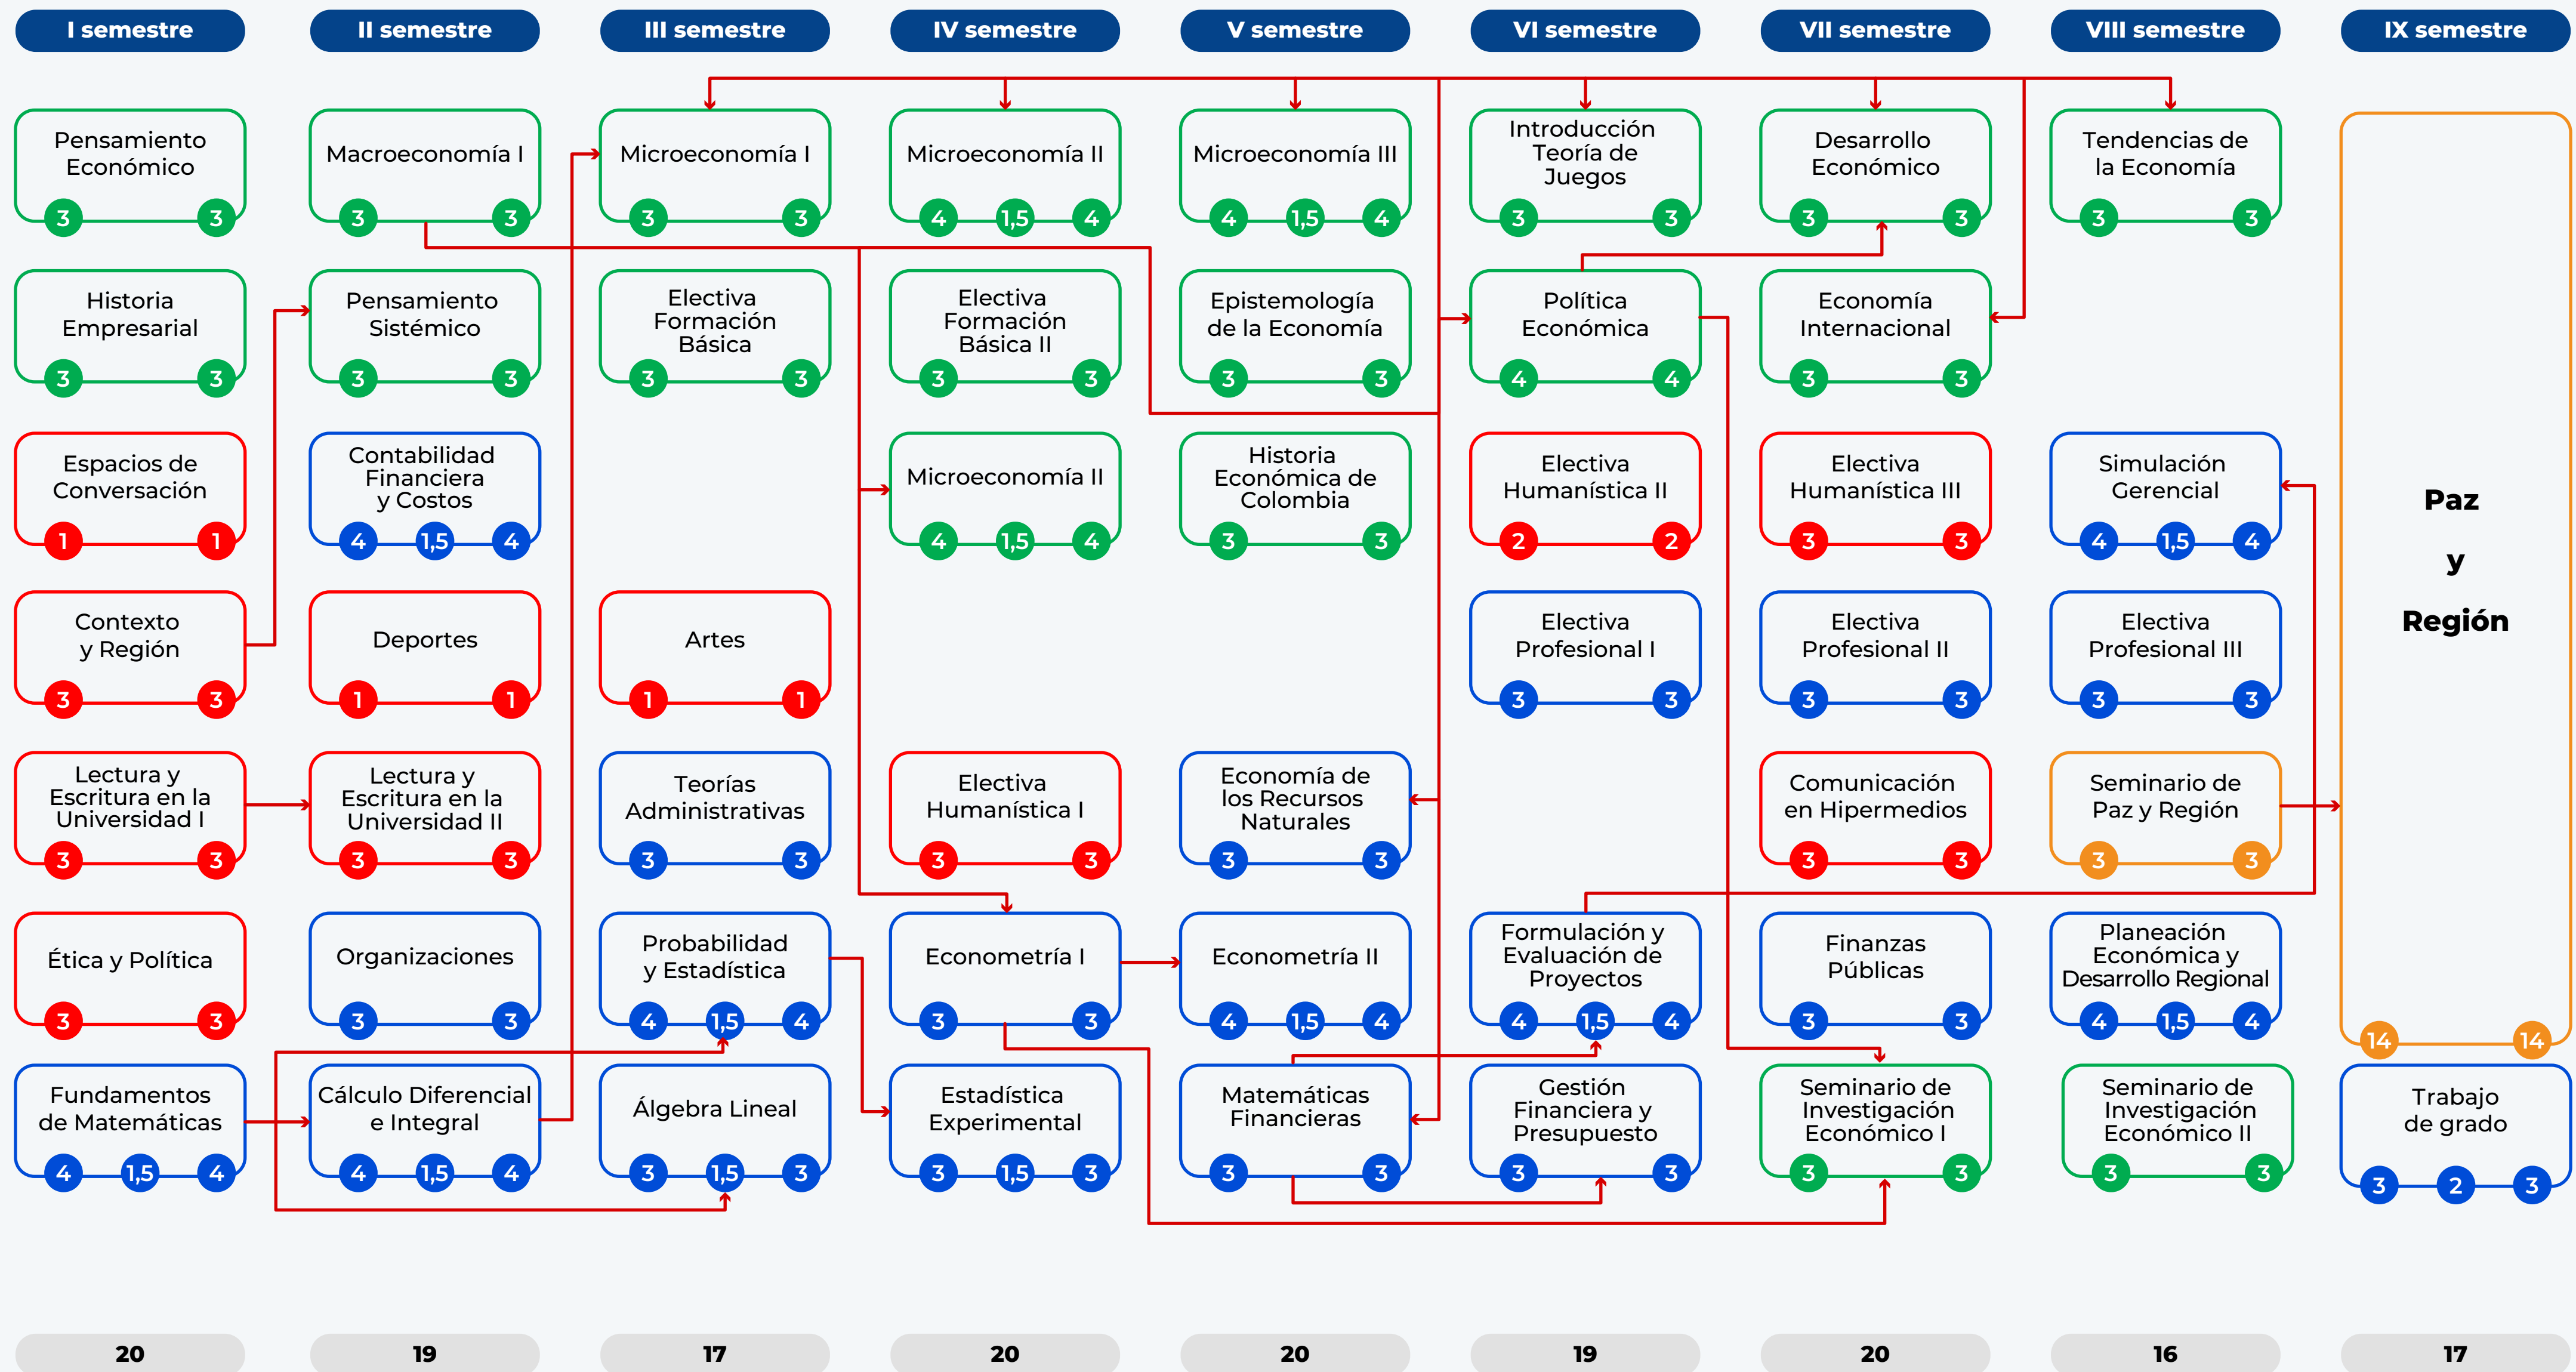 I semestre
II semestre
III semestre
IV semestre
V semestre
VI semestre
VII semestre
VIII semestre
IX semestre
Pensamiento
Económico
3 3
Historia
Empresarial
3 3
Espacios de
Conversación
1 1
Contexto
y Región
3 3
Lectura y
Escritura en la
Universidad I
3 3
Ética y Política
3 3
Fundamentos
de Matemáticas
4 1,5 4
20
Macroeconomía I
3 3
Pensamiento
Sistémico
3 3
Contabilidad
Financiera
y Costos
4 1,5 4
Deportes
1 1
Lectura y
Escritura en la
Universidad II
3 3
Organizaciones
3 3
Cálculo Diferencial
e Integral
4 1,5 4
19
Microeconomía I
3 3
Electiva
Formación
Básica
3 3
Artes
1 1
Teorías
Administrativas
3 3
Probabilidad
y Estadística
4 1,5 4
Álgebra Lineal
3 1,5 3
17
Microeconomía II
4 1,5 4
Electiva
Formación
Básica II
3 3
Microeconomía II
4 1,5 4
Electiva
Humanística I
3 3
Econometría I
3 3
Estadística
Experimental
3 1,5 3
20
Microeconomía III
4 1,5 4
Epistemología
de la Economía
3 3
Historia
Económica de
Colombia
3 3
Economía de
los Recursos
Naturales
3 3
Econometría II
4 1,5 4
Matemáticas
Financieras
3 3
20
Introducción
Teoría de
Juegos
3 3
Política
Económica
4 4
Electiva
Humanística II
2 2
Electiva
Profesional I
3 3
Formulación y
Evaluación de
Proyectos
4 1,5 4
Gestión
Financiera y
Presupuesto
3 3
19
Desarrollo
Económico
3 3
Economía
Internacional
3 3
Electiva
Humanística III
3 3
Electiva
Profesional II
3 3
Comunicación
en Hipermedios
3 3
Finanzas
Públicas
3 3
Seminario de
Investigación
Económico I
3 3
20
Tendencias de
la Economía
3 3
Simulación
Gerencial
4 1,5 4
Electiva
Profesional III
3 3
Seminario de
Paz y Región
3 3
Planeación
Económica y
Desarrollo Regional
4 1,5 4
Seminario de
Investigación
Económico II
3 3
16
Paz
y
Región
14 14
Trabajo
de grado
3 2 3
17